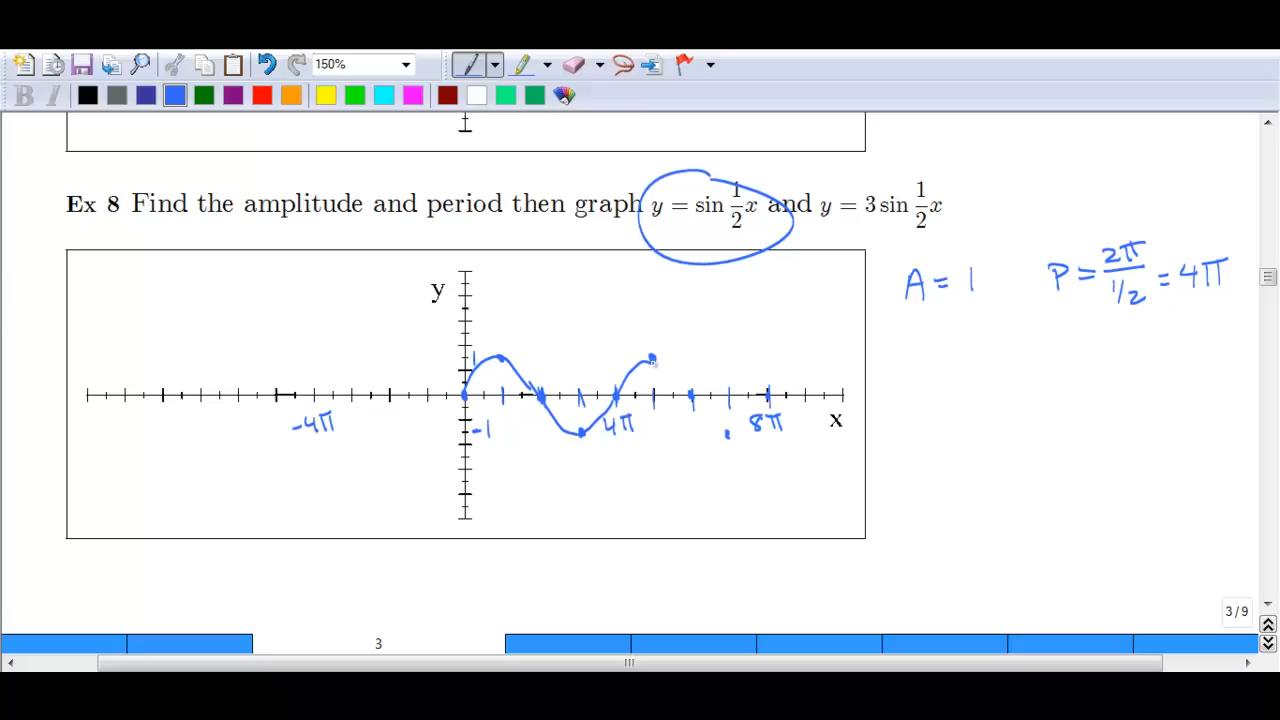 150%
B I
Ex 8 Find the amplitude and period then graph y = sin 1/2 x and y = 3 sin 1/2 x
A = 1 P = 2π / 1/2 = 4π
y
1
-4π -1 4π 8π x
3/9
3